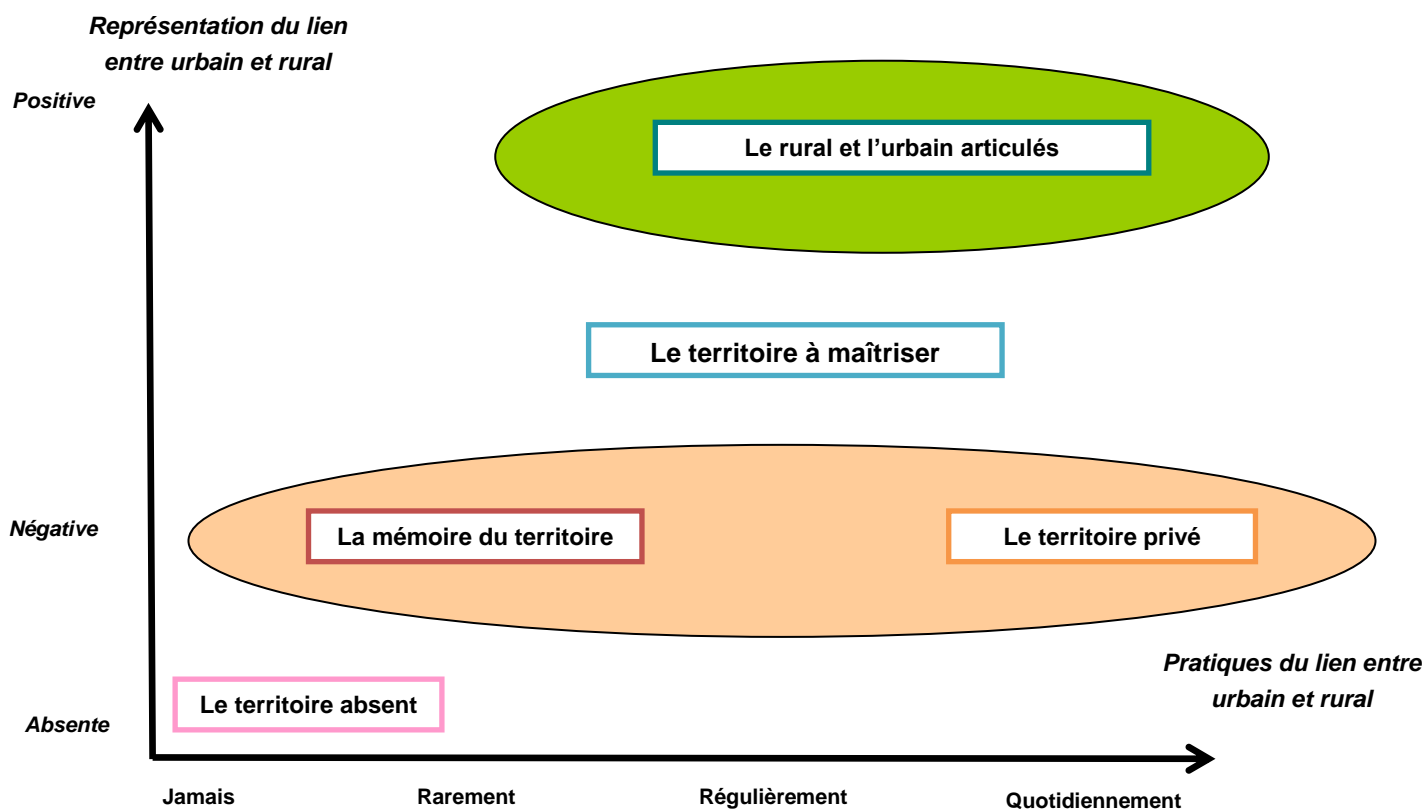 Représentation du lien
entre urbain et rural
Positive
Le rural et l’urbain articulés
Le territoire à maîtriser
Négative
La mémoire du territoire
Le territoire privé
Pratiques du lien entre
urbain et rural
Le territoire absent
Absente
Jamais
Rarement
Régulièrement
Quotidiennement